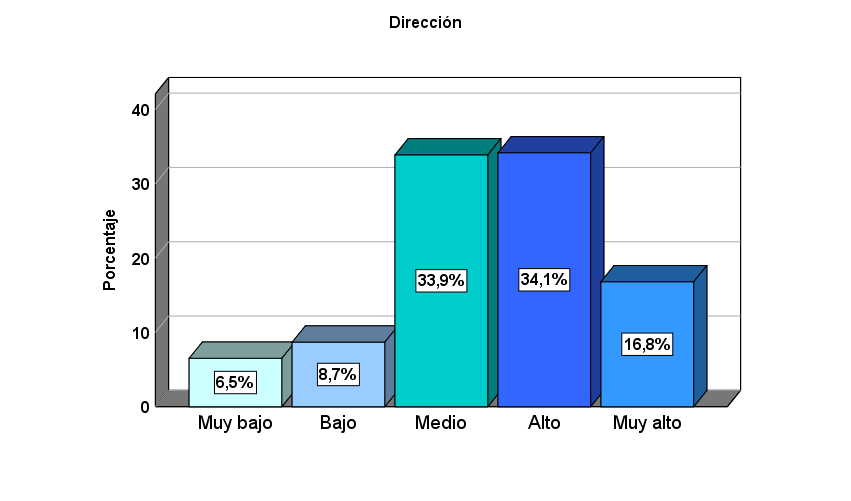 Dirección
Porcentaje
40
30
20
10
0
6,5%
8,7%
33,9%
34,1%
16,8%
Muy bajo
Bajo
Medio
Alto
Muy alto